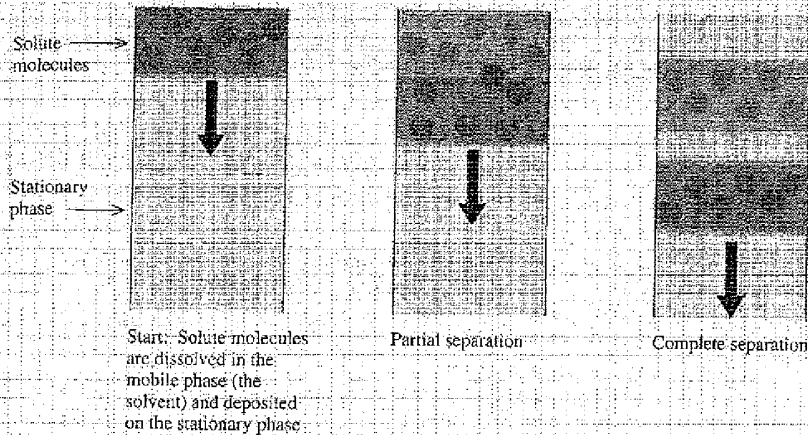 Solute
molecules
Stationary
phase
Start: Solute molecules
are dissolved in the
mobile phase (the
solvent) and deposited
on the stationary phase
Partial separation
Complete separation